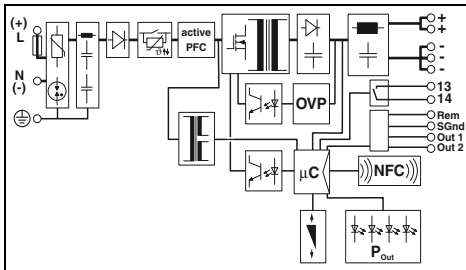 (+)
L
N
(-)
active
PFC
+
+
-
-
-
OVP
13
14
Rem
SGnd
Out 1
Out 2
μC
NFC
P Out
ϑ